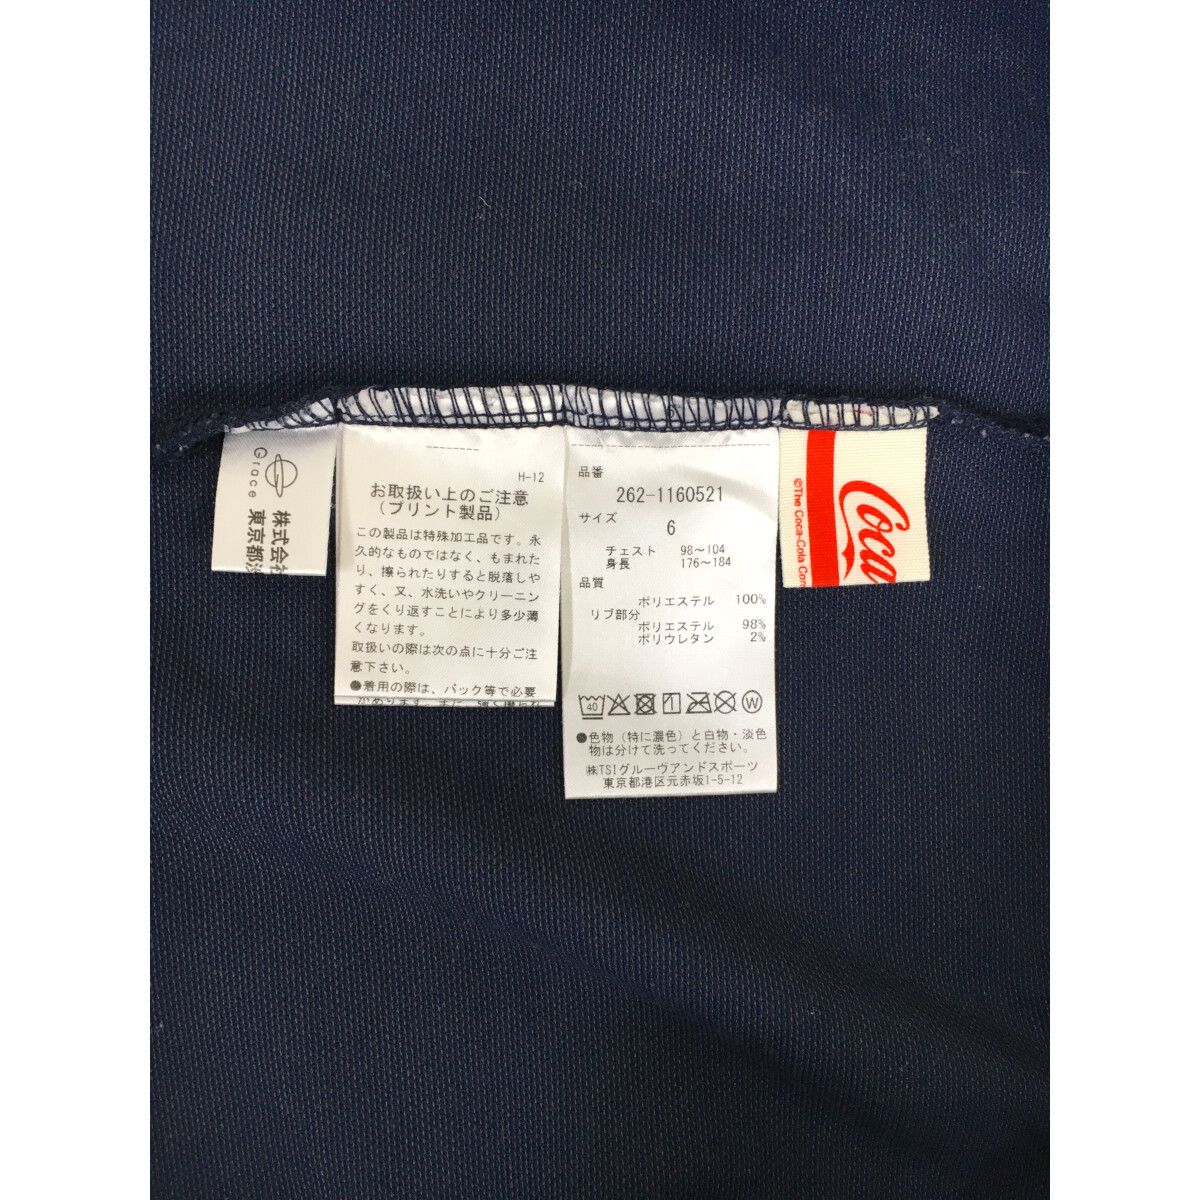 Grace
株式会社
東京都渋
H-12
お取扱い上のご注意
（プリント製品）
この製品は特殊加工品です。永
久的なものではなく、もまれた
り、擦られたりすると脱落しや
すく、又、水洗いやクリーニン
グをくり返すことにより多少薄
くなります。
取扱いの際は次の点に十分ご注
意下さい。
●着用の際は、バック等で必要
品番
262-1160521
サイズ
6
チェスト 98〜104
身長 176〜184
品質
ポリエステル 100%
リブ部分
ポリエステル 98%
ポリウレタン 2%
40
W
●色物（特に濃色）と白物・淡色
物は分けて洗ってください。
㈱TSIグルーヴアンドスポーツ
東京都港区元赤坂1-5-12
Coca
©The Coca-Cola Com